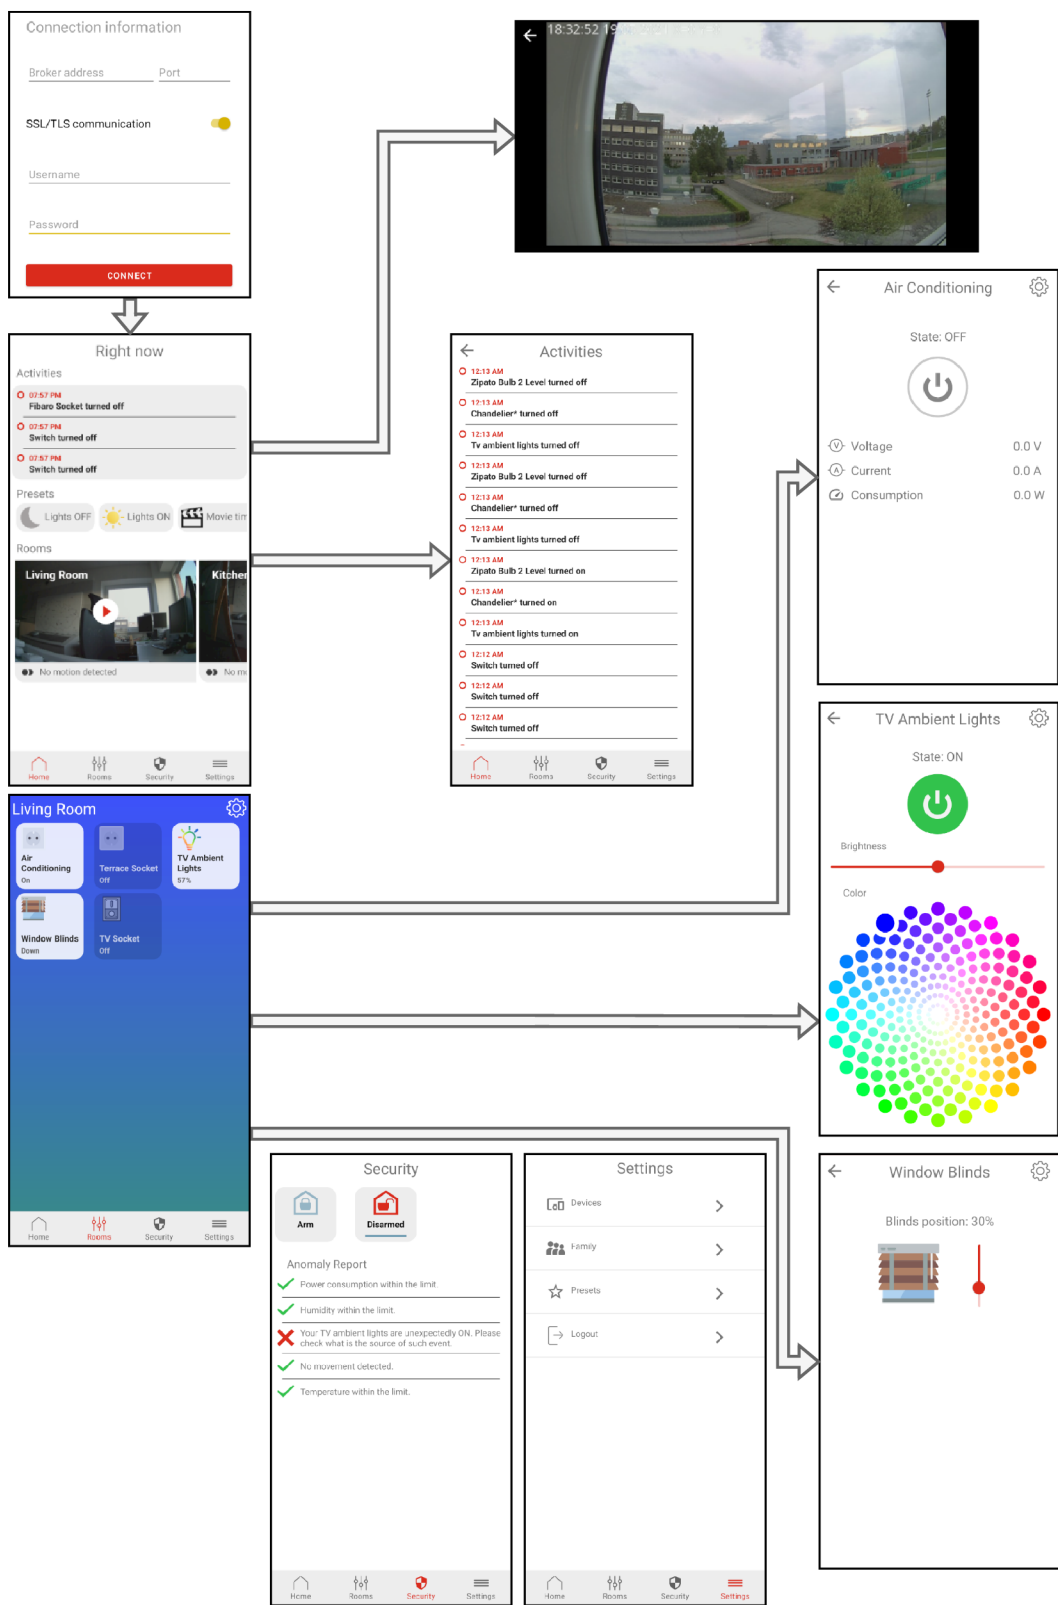 Connection information
Broker address
Port
SSL/TLS communication
Username
Password
CONNECT
18:32:52 19
Right now
Activities
07:57 PM
Fibaro Socket turned off
07:57 PM
Switch turned off
07:57 PM
Switch turned off
Presets
Lights OFF
Lights ON
Movie tim
Rooms
Living Room
Kitchen
No motion detected
No mo
Home
Rooms
Security
Settings
Activities
12:13 AM
Zipato Bulb 2 Level turned off
12:13 AM
Chandelier* turned off
12:13 AM
Tv ambient lights turned off
12:13 AM
Zipato Bulb 2 Level turned off
12:13 AM
Chandelier* turned off
12:13 AM
Tv ambient lights turned off
12:13 AM
Zipato Bulb 2 Level turned on
12:13 AM
Chandelier* turned on
12:13 AM
Tv ambient lights turned on
12:12 AM
Switch turned off
12:12 AM
Switch turned off
12:12 AM
Switch turned off
Home
Rooms
Security
Settings
Air Conditioning
State: OFF
Voltage
0.0 V
Current
0.0 A
Consumption
0.0 W
Living Room
Air
Conditioning
On
Terrace Socket
Off
TV Ambient
Lights
57%
Window Blinds
Down
TV Socket
Off
Home
Rooms
Security
Settings
TV Ambient Lights
State: ON
Brightness
Color
Security
Arm
Disarmed
Anomaly Report
Power consumption within the limit.
Humidity within the limit.
Your TV ambient lights are unexpectedly ON. Please
check what is the source of such event.
No movement detected.
Temperature within the limit.
Home
Rooms
Security
Settings
Settings
Devices
Family
Presets
Logout
Home
Rooms
Security
Settings
Window Blinds
Blinds position: 30%